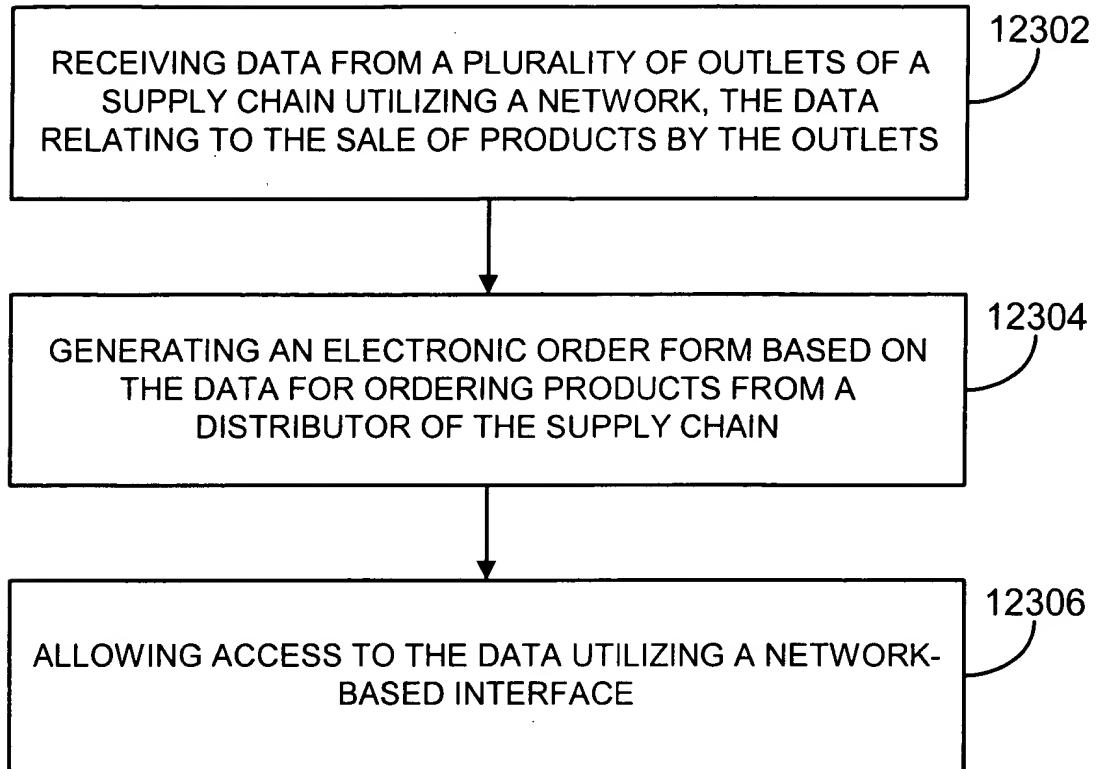 12302
RECEIVING DATA FROM A PLURALITY OF OUTLETS OF A
SUPPLY CHAIN UTILIZING A NETWORK, THE DATA
RELATING TO THE SALE OF PRODUCTS BY THE OUTLETS
12304
GENERATING AN ELECTRONIC ORDER FORM BASED ON
THE DATA FOR ORDERING PRODUCTS FROM A
DISTRIBUTOR OF THE SUPPLY CHAIN
12306
ALLOWING ACCESS TO THE DATA UTILIZING A NETWORK-
BASED INTERFACE